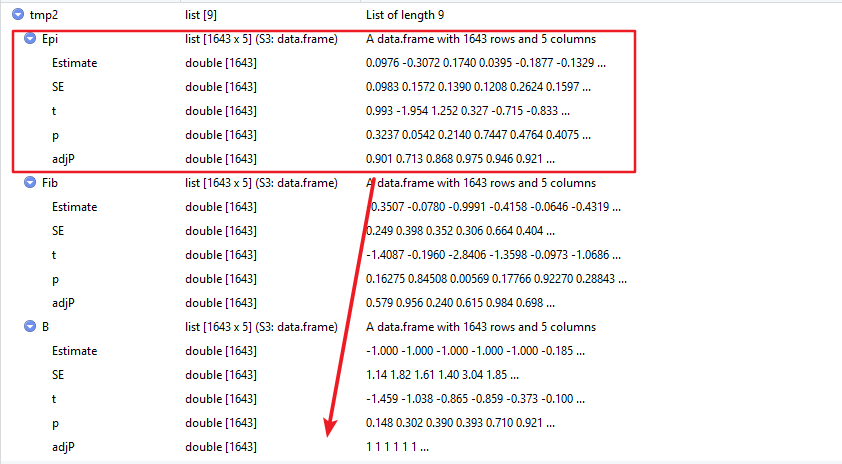 tmp2 list [9] List of length 9
Epi list [1643 x 5] (S3: data.frame) A data.frame with 1643 rows and 5 columns
Estimate double [1643] 0.0976 -0.3072 0.1740 0.0395 -0.1877 -0.1329 ...
SE double [1643] 0.0983 0.1572 0.1390 0.1208 0.2624 0.1597 ...
t double [1643] 0.993 -1.954 1.252 0.327 -0.715 -0.833 ...
p double [1643] 0.3237 0.0542 0.2140 0.7447 0.4764 0.4075 ...
adjP double [1643] 0.901 0.713 0.868 0.975 0.946 0.921 ...
Fib list [1643 x 5] (S3: data.frame) A data.frame with 1643 rows and 5 columns
Estimate double [1643] -0.3507 -0.0780 -0.9991 -0.4158 -0.0646 -0.4319 ...
SE double [1643] 0.249 0.398 0.352 0.306 0.664 0.404 ...
t double [1643] -1.4087 -0.1960 -2.8406 -1.3598 -0.0973 -1.0686 ...
p double [1643] 0.16275 0.84508 0.00569 0.17766 0.92270 0.28843 ...
adjP double [1643] 0.579 0.956 0.240 0.615 0.984 0.698 ...
B list [1643 x 5] (S3: data.frame) A data.frame with 1643 rows and 5 columns
Estimate double [1643] -1.000 -1.000 -1.000 -1.000 -1.000 -0.185 ...
SE double [1643] 1.14 1.82 1.61 1.40 3.04 1.85 ...
t double [1643] -1.459 -1.038 -0.865 -0.859 -0.373 -0.100 ...
p double [1643] 0.148 0.302 0.390 0.393 0.710 0.921 ...
adjP double [1643] 1 1 1 1 1 1 ...